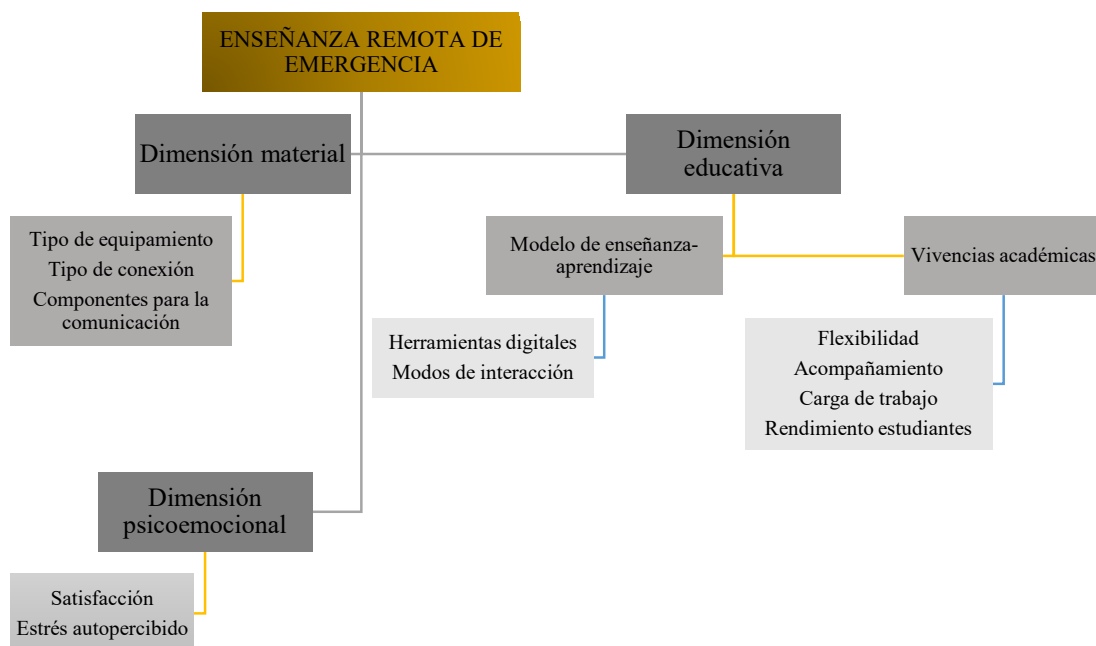 ENSEÑANZA REMOTA DE
EMERGENCIA
Dimensión material
Dimensión
educativa
Tipo de equipamiento
Tipo de conexión
Componentes para la
comunicación
Modelo de enseñanza-
aprendizaje
Vivencias académicas
Herramientas digitales
Modos de interacción
Flexibilidad
Acompañamiento
Carga de trabajo
Rendimiento estudiantes
Dimensión
psicoemocional
Satisfacción
Estrés autopercibido